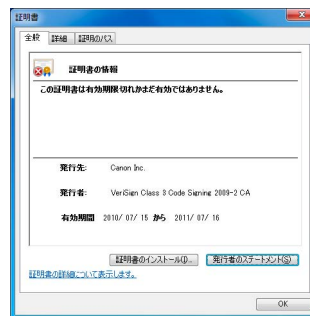 証明書
全般 詳細 証明のパス
証明書の情報
この証明書は有効期限切れかまだ有効ではありません。
発行先: Canon Inc.
発行者: VeriSign Class 3 Code Signing 2009-2 CA
有効期間 2010/ 07/ 15 から 2011/ 07/ 16
証明書のインストール(I)... 発行者のステートメント(S)
証明書の詳細について表示します。
OK